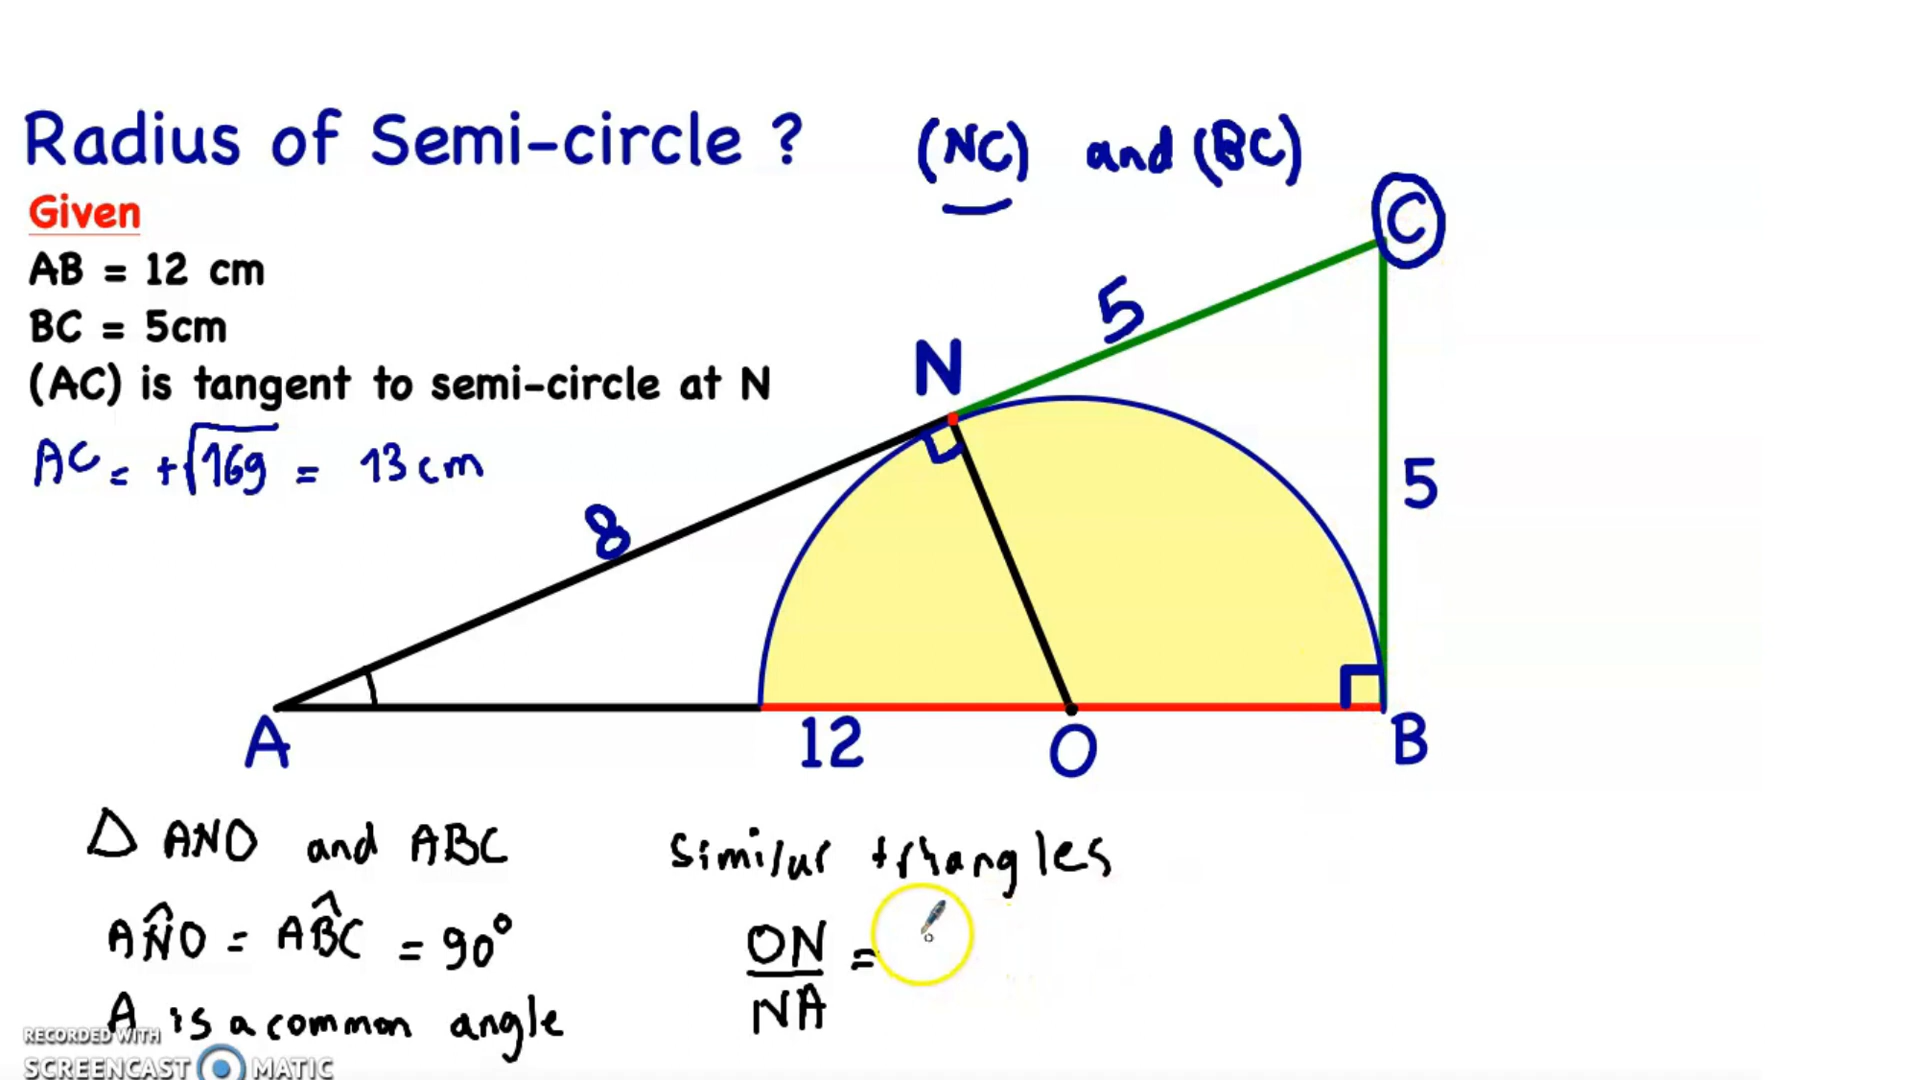 Radius of Semi-circle ?
(NC) and (BC)
Given
AB = 12 cm
BC = 5cm
(AC) is tangent to semi-circle at N
AC = +√169 = 13 cm
C
5
N
8
5
A
12
O
B
Δ ANO and ABC
Similar triangles
AN̂O = AB̂C = 90°
ON/NA =
A is a common angle
RECORDED WITH
SCREENCAST MATIC